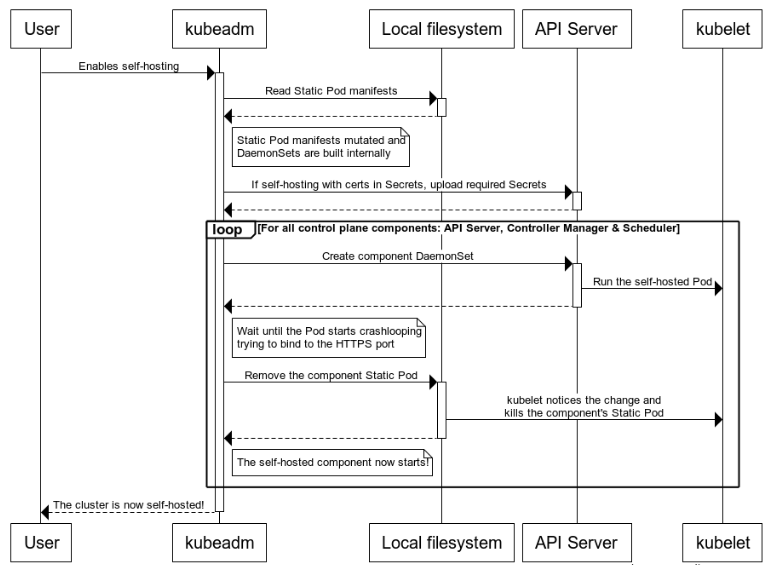 User
kubeadm
Local filesystem
API Server
kubelet
Enables self-hosting
Read Static Pod manifests
Static Pod manifests mutated and
DaemonSets are built internally
If self-hosting with certs in Secrets, upload required Secrets
loop
[For all control plane components: API Server, Controller Manager & Scheduler]
Create component DaemonSet
Run the self-hosted Pod
Wait until the Pod starts crashlooping
trying to bind to the HTTPS port
Remove the component Static Pod
kubelet notices the change and
kills the component's Static Pod
The self-hosted component now starts!
The cluster is now self-hosted!
User
kubeadm
Local filesystem
API Server
kubelet